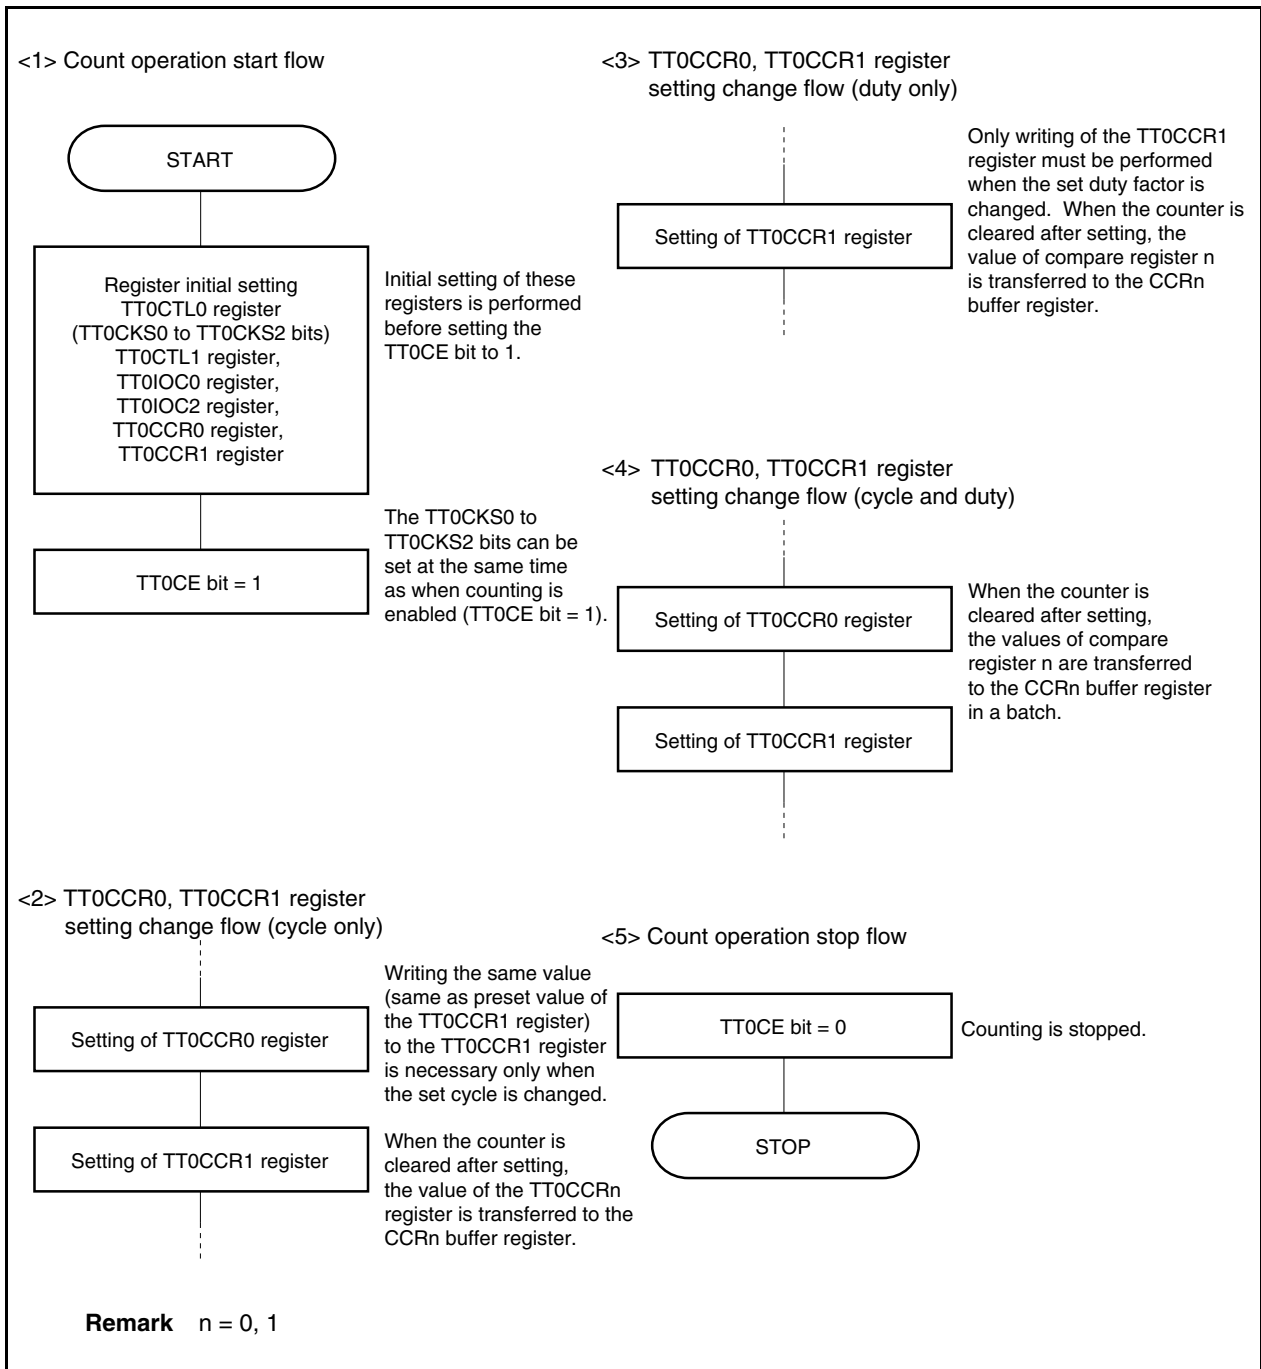 <1> Count operation start flow
START
Register initial setting
TT0CTL0 register
(TT0CKS0 to TT0CKS2 bits)
TT0CTL1 register,
TT0IOC0 register,
TT0IOC2 register,
TT0CCR0 register,
TT0CCR1 register
Initial setting of these
registers is performed
before setting the
TT0CE bit to 1.
TT0CE bit = 1
The TT0CKS0 to
TT0CKS2 bits can be
set at the same time
as when counting is
enabled (TT0CE bit = 1).
<2> TT0CCR0, TT0CCR1 register
setting change flow (cycle only)
Setting of TT0CCR0 register
Writing the same value
(same as preset value of
the TT0CCR1 register)
to the TT0CCR1 register
is necessary only when
the set cycle is changed.
Setting of TT0CCR1 register
When the counter is
cleared after setting,
the value of the TT0CCRn
register is transferred to the
CCRn buffer register.
<3> TT0CCR0, TT0CCR1 register
setting change flow (duty only)
Setting of TT0CCR1 register
Only writing of the TT0CCR1
register must be performed
when the set duty factor is
changed. When the counter is
cleared after setting, the
value of compare register n
is transferred to the CCRn
buffer register.
<4> TT0CCR0, TT0CCR1 register
setting change flow (cycle and duty)
Setting of TT0CCR0 register
When the counter is
cleared after setting,
the values of compare
register n are transferred
to the CCRn buffer register
in a batch.
Setting of TT0CCR1 register
<5> Count operation stop flow
TT0CE bit = 0
Counting is stopped.
STOP
Remark n = 0, 1